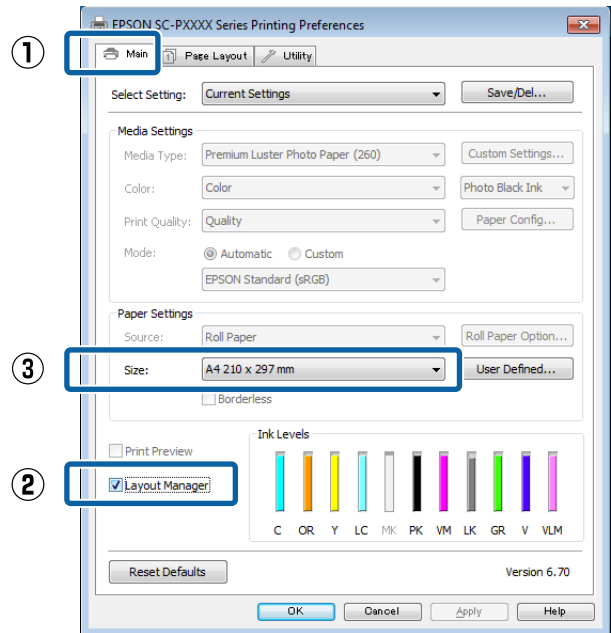 EPSON SC-PXXXX Series Printing Preferences
① Main Page Layout Utility
Select Setting: Current Settings Save/Del...
Media Settings
Media Type: Premium Luster Photo Paper (260) Custom Settings...
Color: Color Photo Black Ink
Print Quality: Quality Paper Config...
Mode: Automatic Custom
EPSON Standard (sRGB)
Paper Settings
Source: Roll Paper Roll Paper Option...
③ Size: A4 210 x 297 mm User Defined...
Borderless
Print Preview Ink Levels
② Layout Manager
C OR Y LC MK PK VM LK GR V VLM
Reset Defaults Version 6.70
OK Cancel Apply Help